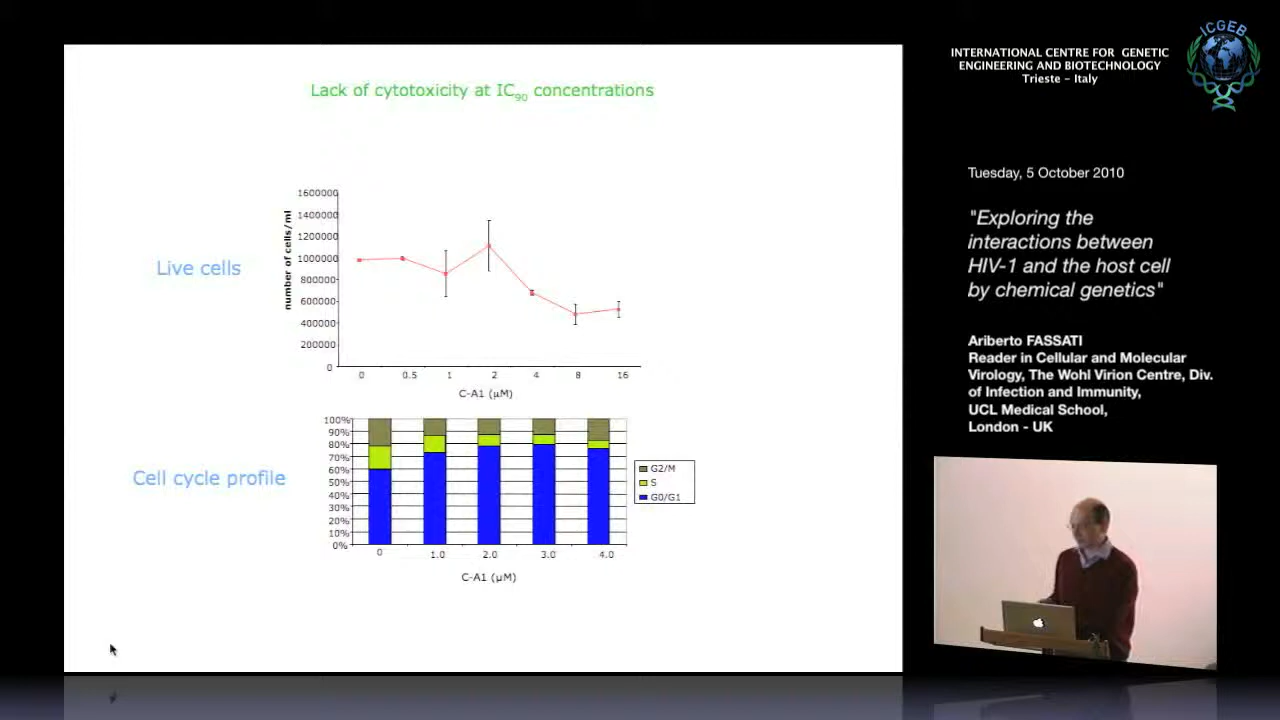 Lack of cytotoxicity at IC90 concentrations
Live cells
number of cells/ml
1600000
1400000
1200000
1000000
800000
600000
400000
200000
0
0 0.5 1 2 4 8 16
C-A1 (µM)
Cell cycle profile
100%
90%
80%
70%
60%
50%
40%
30%
20%
10%
0%
0 1.0 2.0 3.0 4.0
C-A1 (µM)
G2/M
S
G0/G1
INTERNATIONAL CENTRE FOR GENETIC
ENGINEERING AND BIOTECHNOLOGY
Trieste – Italy
ICGEB
Tuesday, 5 October 2010
"Exploring the
interactions between
HIV-1 and the host cell
by chemical genetics"
Ariberto FASSATI
Reader in Cellular and Molecular
Virology, The Wohl Virion Centre, Div.
of Infection and Immunity,
UCL Medical School,
London - UK